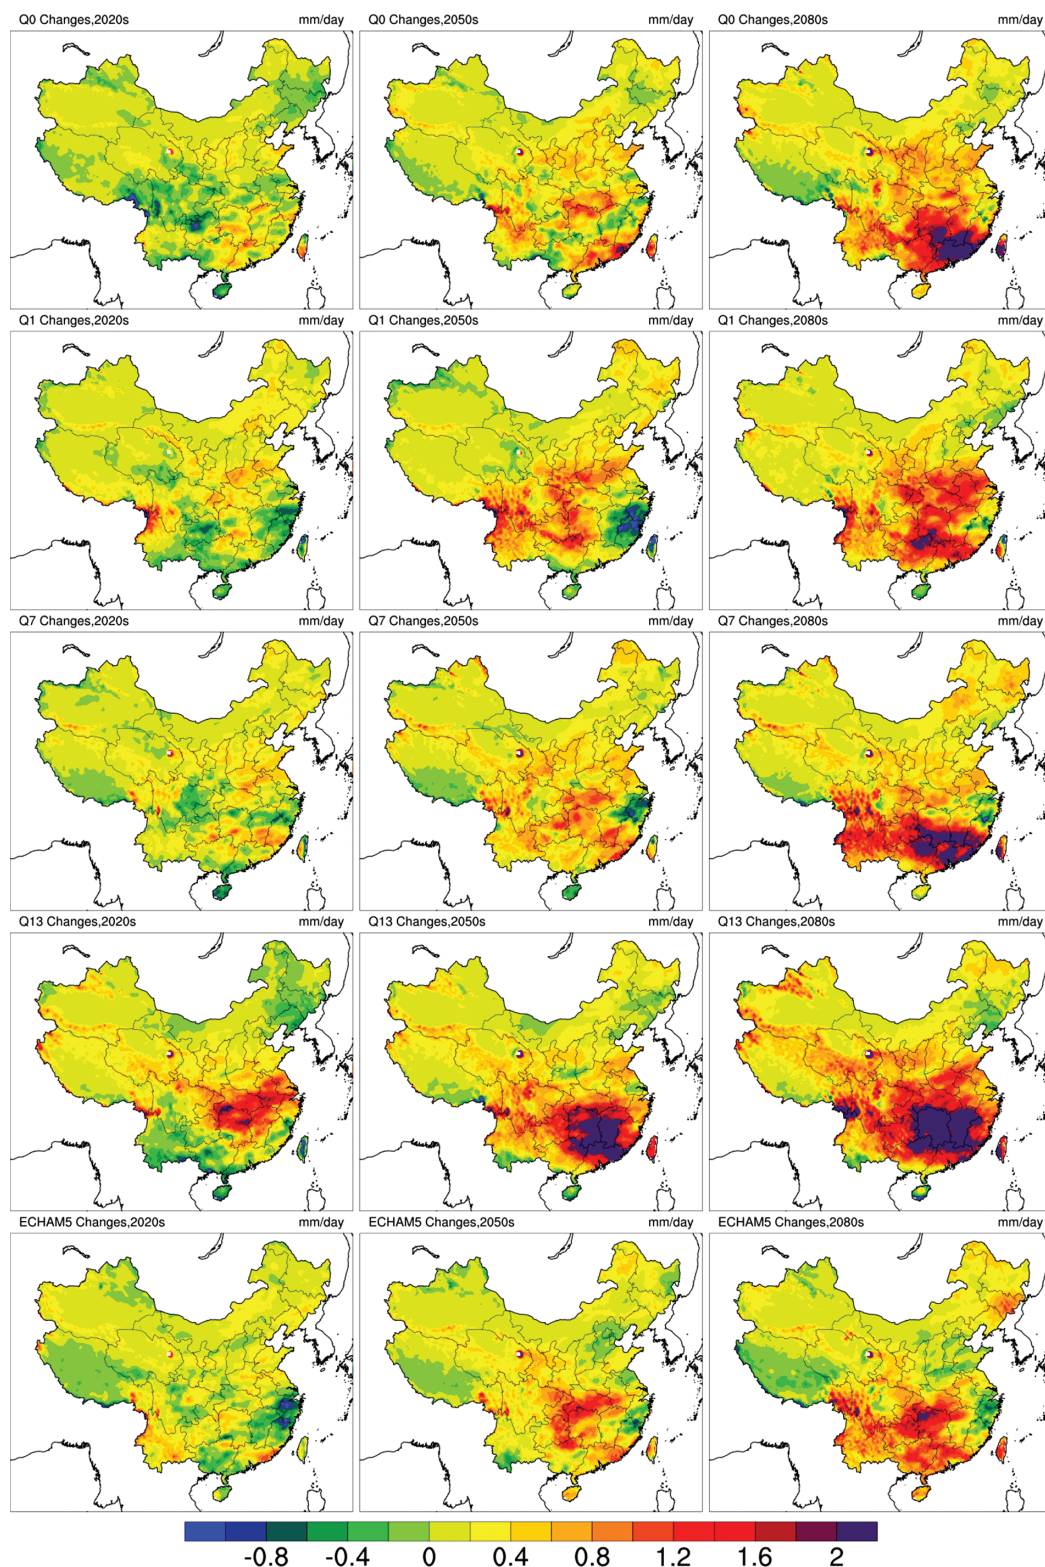 Q0 Changes,2020s mm/day Q0 Changes,2050s mm/day Q0 Changes,2080s mm/day
Q1 Changes,2020s mm/day Q1 Changes,2050s mm/day Q1 Changes,2080s mm/day
Q7 Changes,2020s mm/day Q7 Changes,2050s mm/day Q7 Changes,2080s mm/day
Q13 Changes,2020s mm/day Q13 Changes,2050s mm/day Q13 Changes,2080s mm/day
ECHAM5 Changes,2020s mm/day ECHAM5 Changes,2050s mm/day ECHAM5 Changes,2080s mm/day
-0.8 -0.4 0 0.4 0.8 1.2 1.6 2